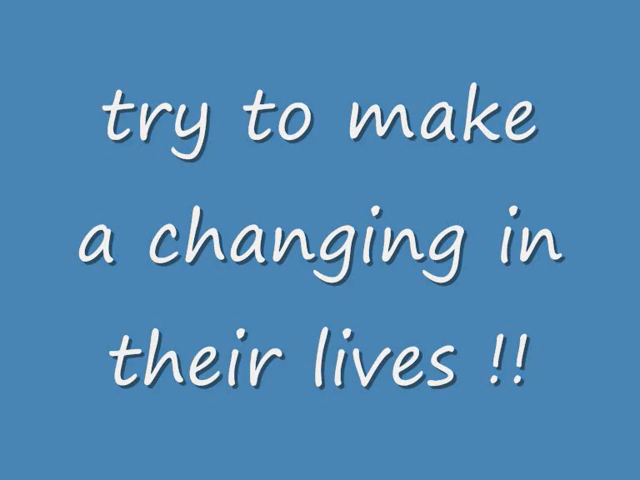 try to make
a changing in
their lives !!